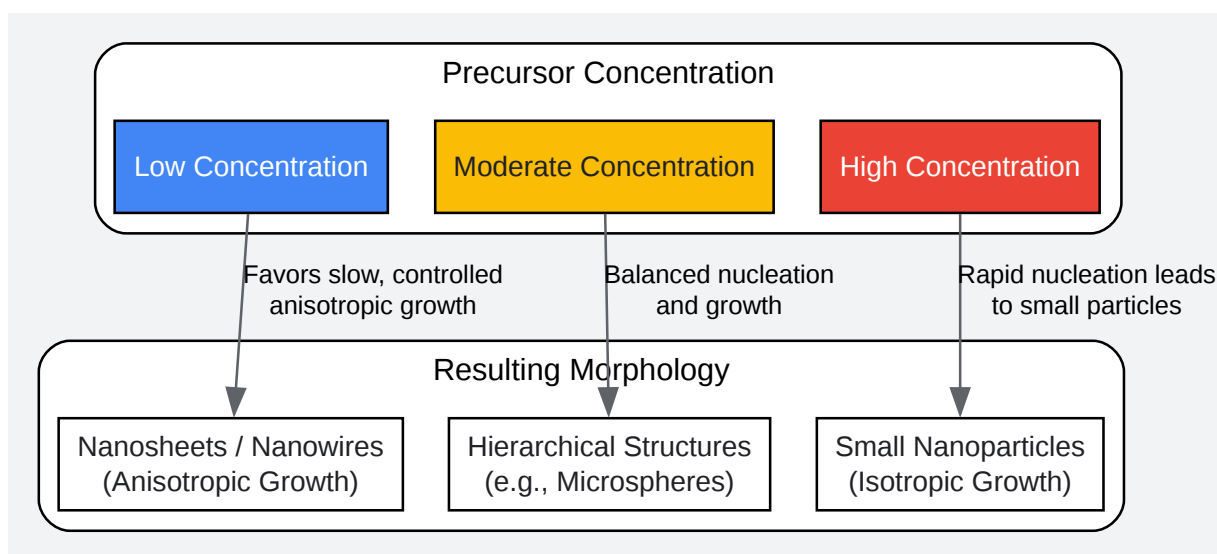 Precursor Concentration
Low Concentration
Moderate Concentration
High Concentration
Favors slow, controlled
anisotropic growth
Balanced nucleation
and growth
Rapid nucleation leads
to small particles
Resulting Morphology
Nanosheets / Nanowires
(Anisotropic Growth)
Hierarchical Structures
(e.g., Microspheres)
Small Nanoparticles
(Isotropic Growth)